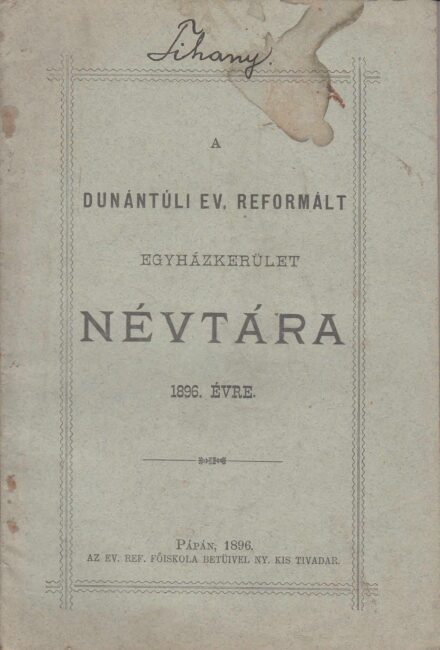 Tihany.
A
DUNÁNTÚLI EV. REFORMÁLT
EGYHÁZKERÜLET
NÉVTÁRA
1896. ÉVRE.
PÁPÁN, 1896.
AZ EV. REF. FŐISKOLA BETŰIVEL NY. KIS TIVADAR.